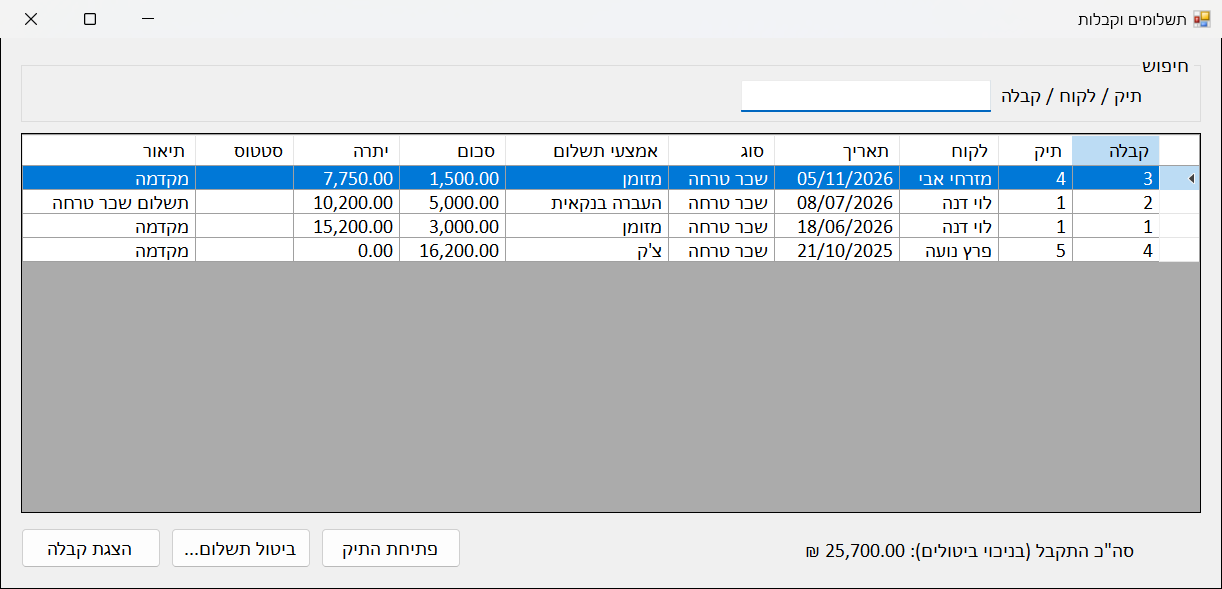 תשלומים וקבלות
חיפוש
תיק / לקוח / קבלה
קבלה תיק לקוח תאריך סוג אמצעי תשלום סכום יתרה סטטוס תיאור
3 4 מזרחי אבי 05/11/2026 שכר טרחה מזומן 1,500.00 7,750.00 מקדמה
2 1 לוי דנה 08/07/2026 שכר טרחה העברה בנקאית 5,000.00 10,200.00 תשלום שכר טרחה
1 1 לוי דנה 18/06/2026 שכר טרחה מזומן 3,000.00 15,200.00 מקדמה
4 5 פרץ נועה 21/10/2025 שכר טרחה צ'ק 16,200.00 0.00 מקדמה
סה"כ התקבל (בניכוי ביטולים): 25,700.00 ₪
פתיחת התיק
ביטול תשלום...
הצגת קבלה